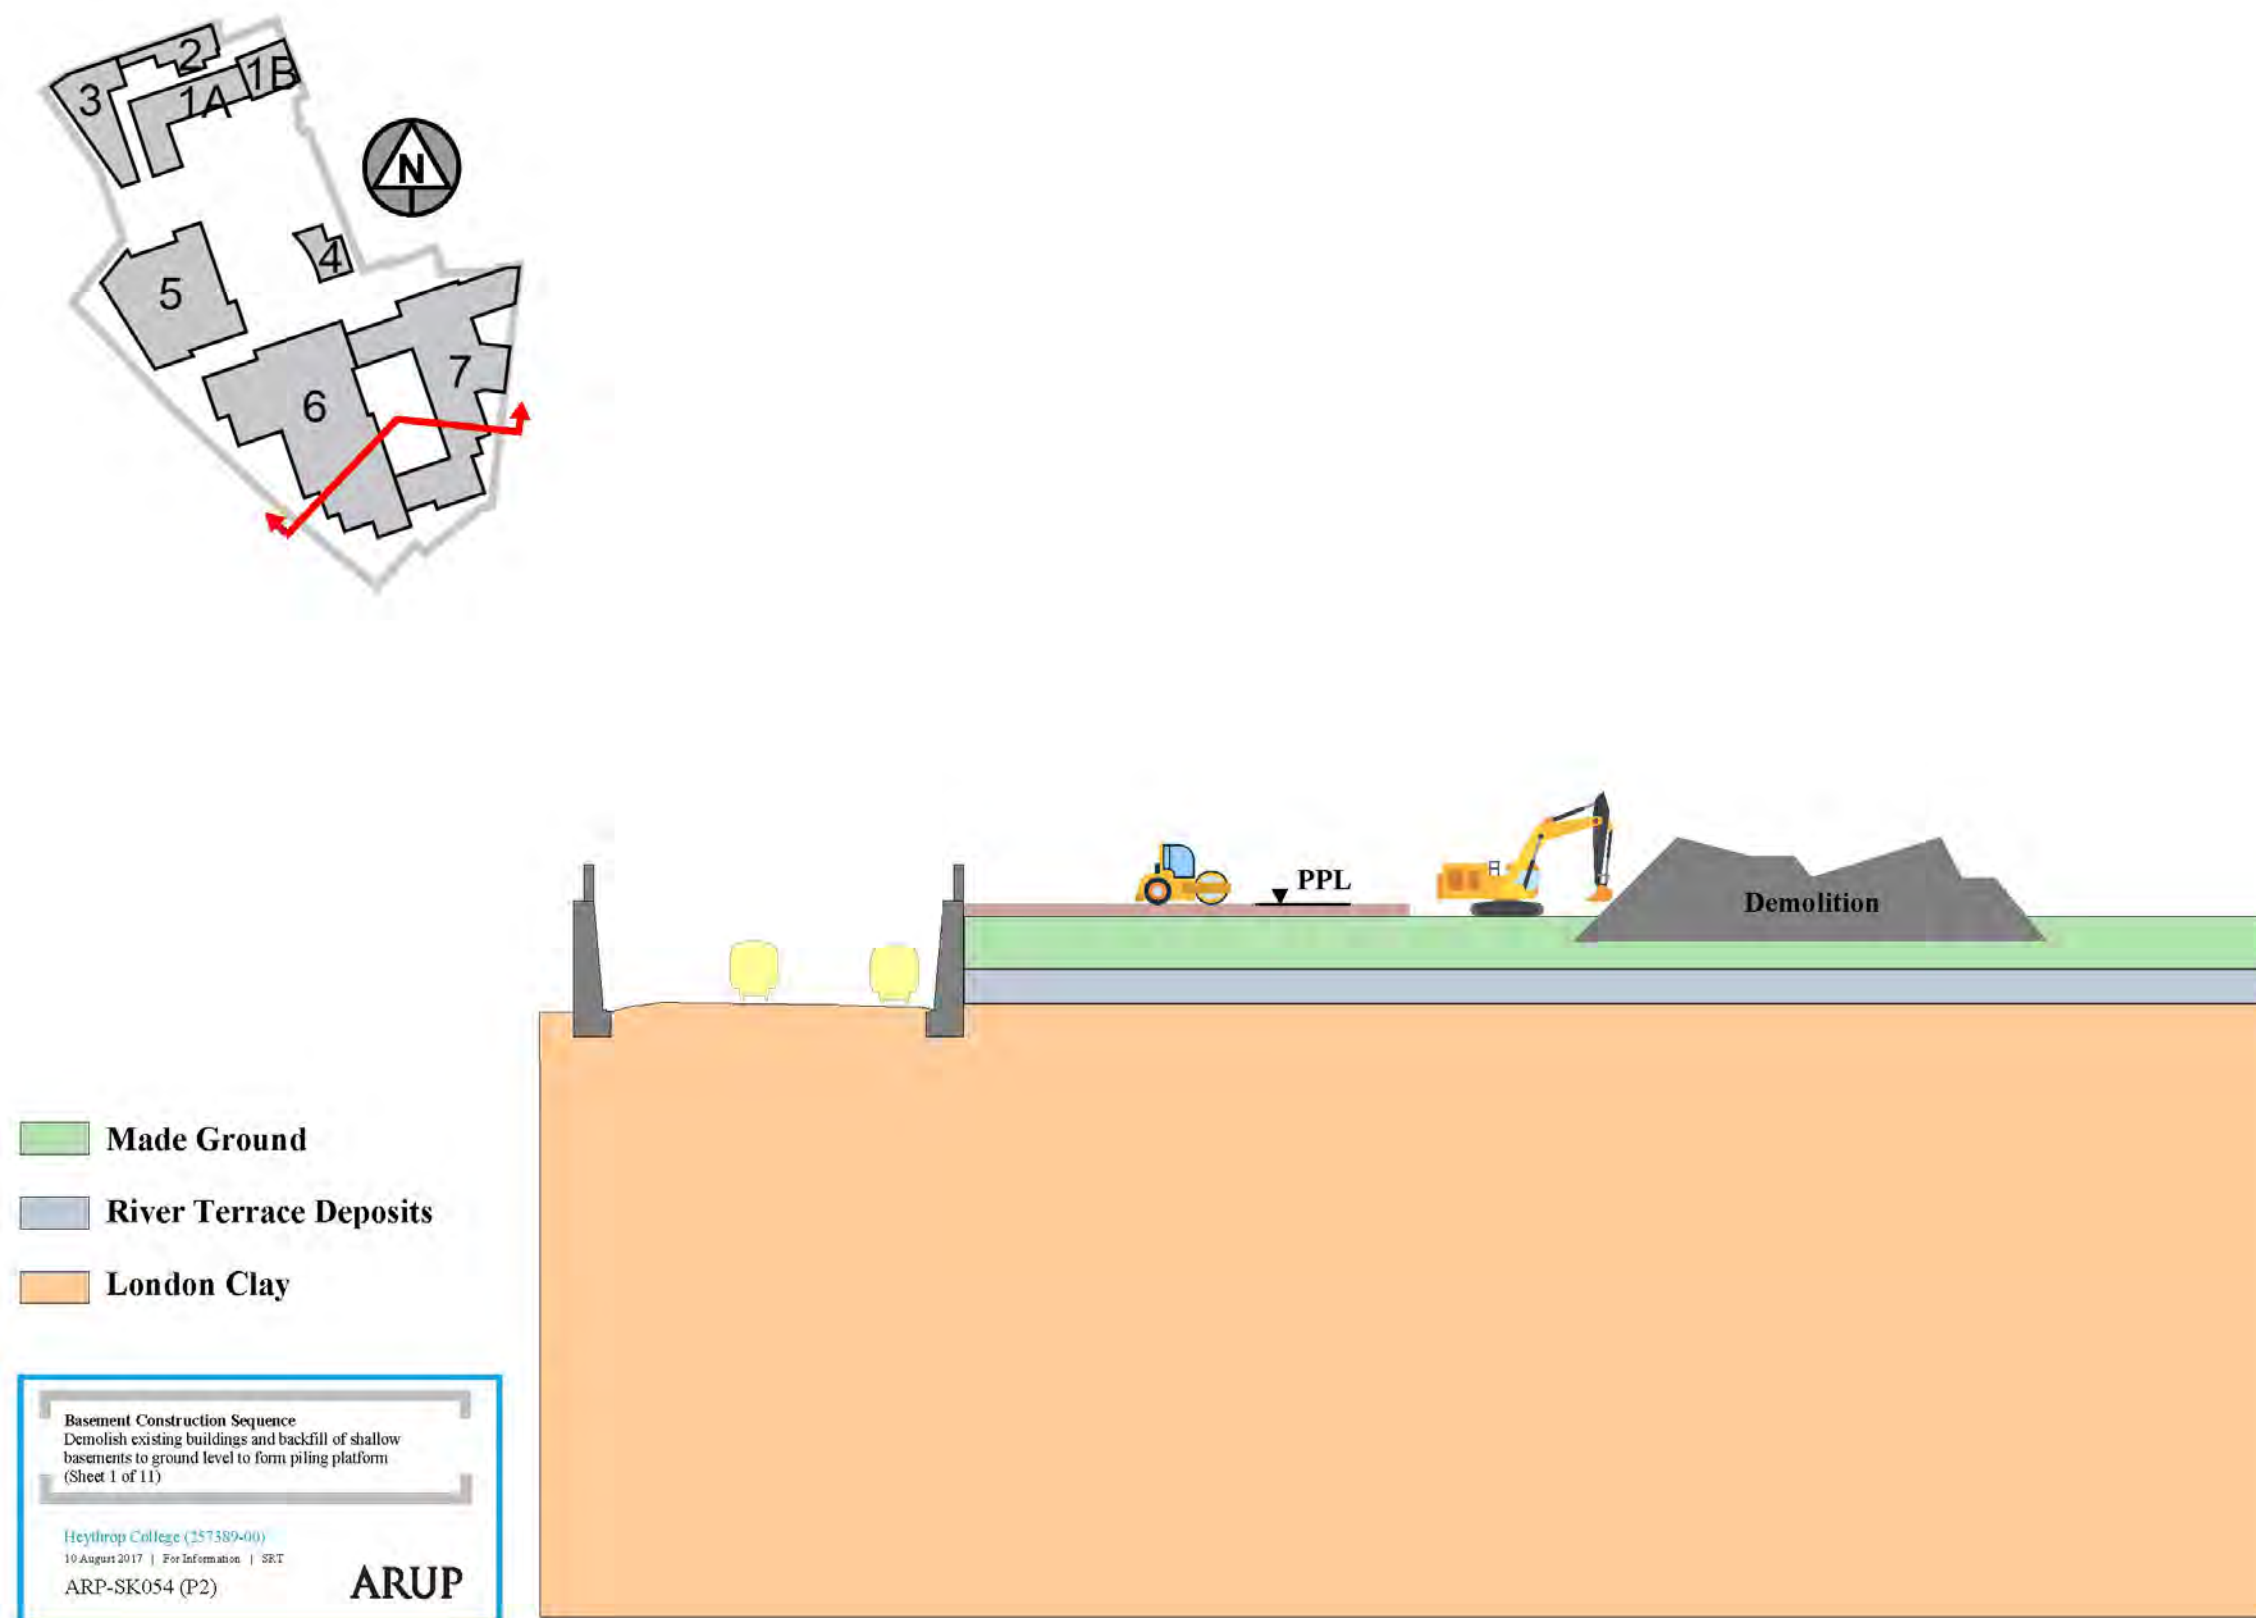 2
1B
3
1A
N
4
5
7
6
PPL
Demolition
Made Ground
River Terrace Deposits
London Clay
Basement Construction Sequence
Demolish existing buildings and backfill of shallow
basements to ground level to form piling platform
(Sheet 1 of 11)
Heythrop College (257389-00)
10 August 2017 | For Information | SRT
ARP-SK054 (P2)
ARUP